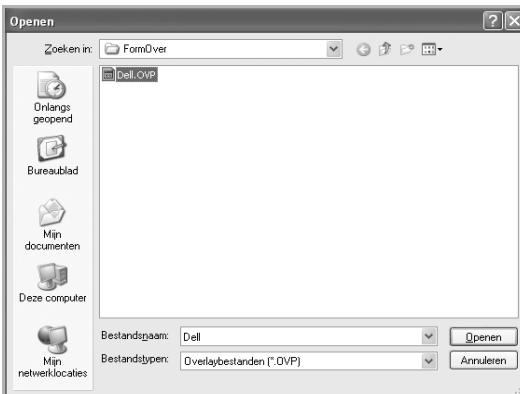 Openen
Zoeken in:
FormOver
Dell.OVP
Onlangs
geopend
Bureaublad
Mijn
documenten
Deze computer
Mijn
netwerklocaties
Bestandsnaam:
Dell
Openen
Bestandstypen:
Overlaybestanden (*.OVP)
Annuleren